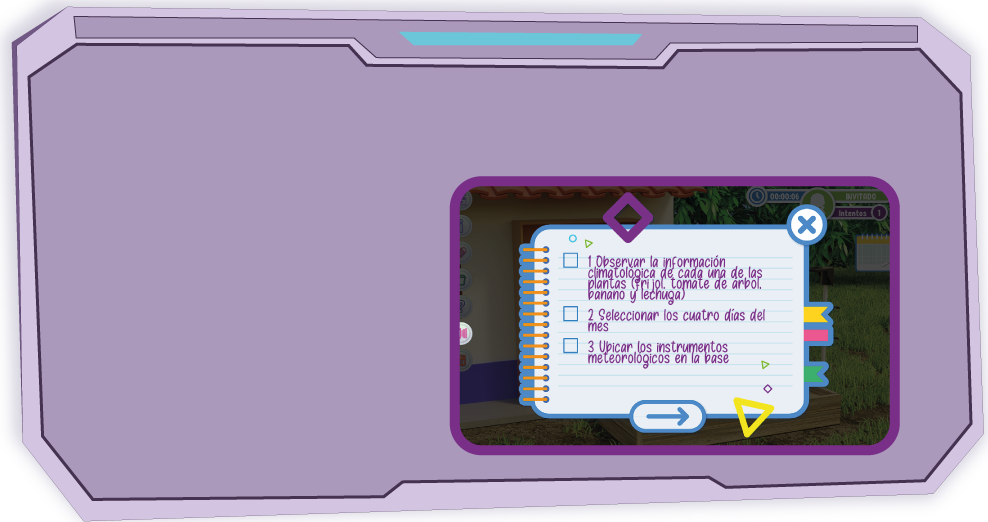 00:00:06
INVITADO
Intentos 1
1 Observar la información
climatológica de cada una de las
plantas (frijol, tomate de árbol,
banano y lechuga)
2 Seleccionar los cuatro días del
mes
3 Ubicar los instrumentos
meteorológicos en la base